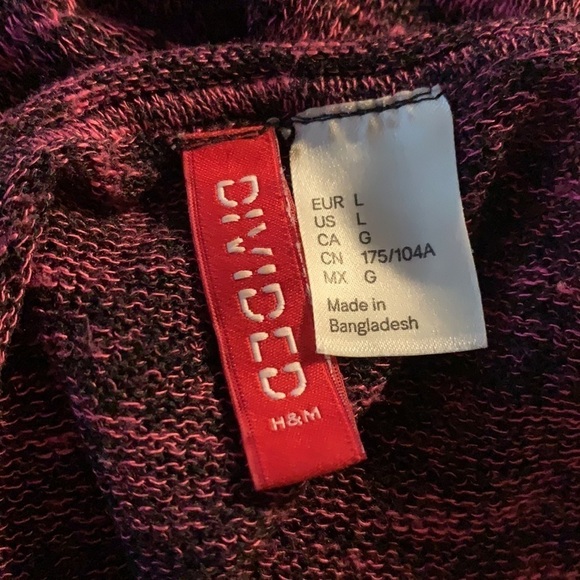 DIVIDED
H&M
EUR L
US L
CA G
CN 175/104A
MX G
Made in
Bangladesh